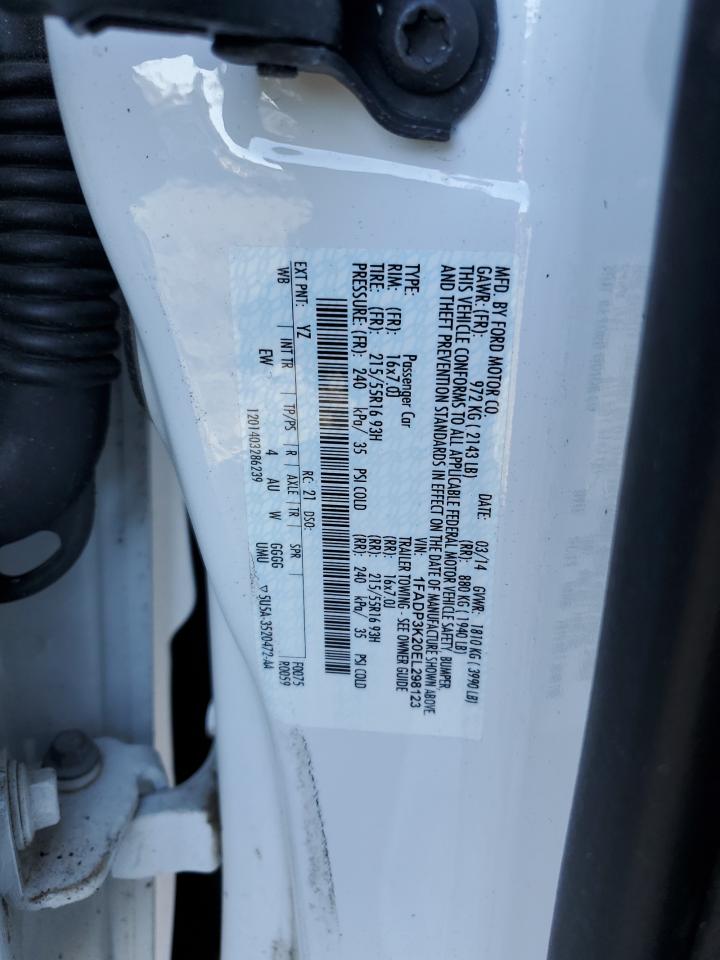 MFD. BY FORD MOTOR CO. DATE: 03/14 GVWR: 1810 KG ( 3990 LB)
GAWR: (FR): 972 KG ( 2143 LB) (RR): 880 KG ( 1940 LB)
THIS VEHICLE CONFORMS TO ALL APPLICABLE FEDERAL MOTOR VEHICLE SAFETY, BUMPER,
AND THEFT PREVENTION STANDARDS IN EFFECT ON THE DATE OF MANUFACTURE SHOWN ABOVE.
VIN: 1FADP3K20EL298123
TYPE: Passenger Car TRAILER TOWING - SEE OWNER GUIDE
RIM: (FR): 16x7.0J (RR): 16x7.0J
TIRE: (FR): 215/55R16 93H (RR): 215/55R16 93H
PRESSURE: (FR): 240 kPa/ 35 PSI COLD (RR): 240 kPa/ 35 PSI COLD
EXT PNT: YZ RC: 21 DSO: F0075
WB INT TR TP/PS R AXLE TR SPR R0059
EW 4 AU W GGGG UMU
1201403286239 ▽5U5A-3520472-AA